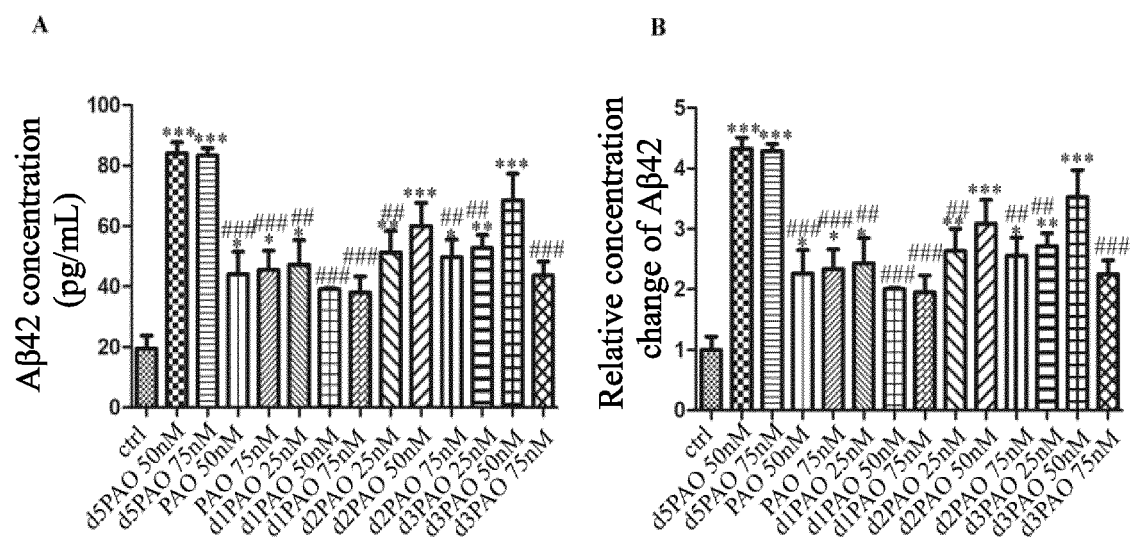 A
B
Aβ42 concentration
(pg/mL)
100
80
60
40
20
0
***
***
###
*
###
*
##
*
###
###
##
**
***
##
*
##
**
***
###
ctrl
d5PAO 50nM
d5PAO 75nM
PAO 50nM
PAO 75nM
d1PAO 25nM
d1PAO 50nM
d1PAO 75nM
d2PAO 25nM
d2PAO 50nM
d2PAO 75nM
d3PAO 25nM
d3PAO 50nM
d3PAO 75nM
Relative concentration
change of Aβ42
5
4
3
2
1
0
***
***
###
*
###
*
##
*
###
###
##
**
***
##
*
##
**
***
###
ctrl
d5PAO 50nM
d5PAO 75nM
PAO 50nM
PAO 75nM
d1PAO 25nM
d1PAO 50nM
d1PAO 75nM
d2PAO 25nM
d2PAO 50nM
d2PAO 75nM
d3PAO 25nM
d3PAO 50nM
d3PAO 75nM